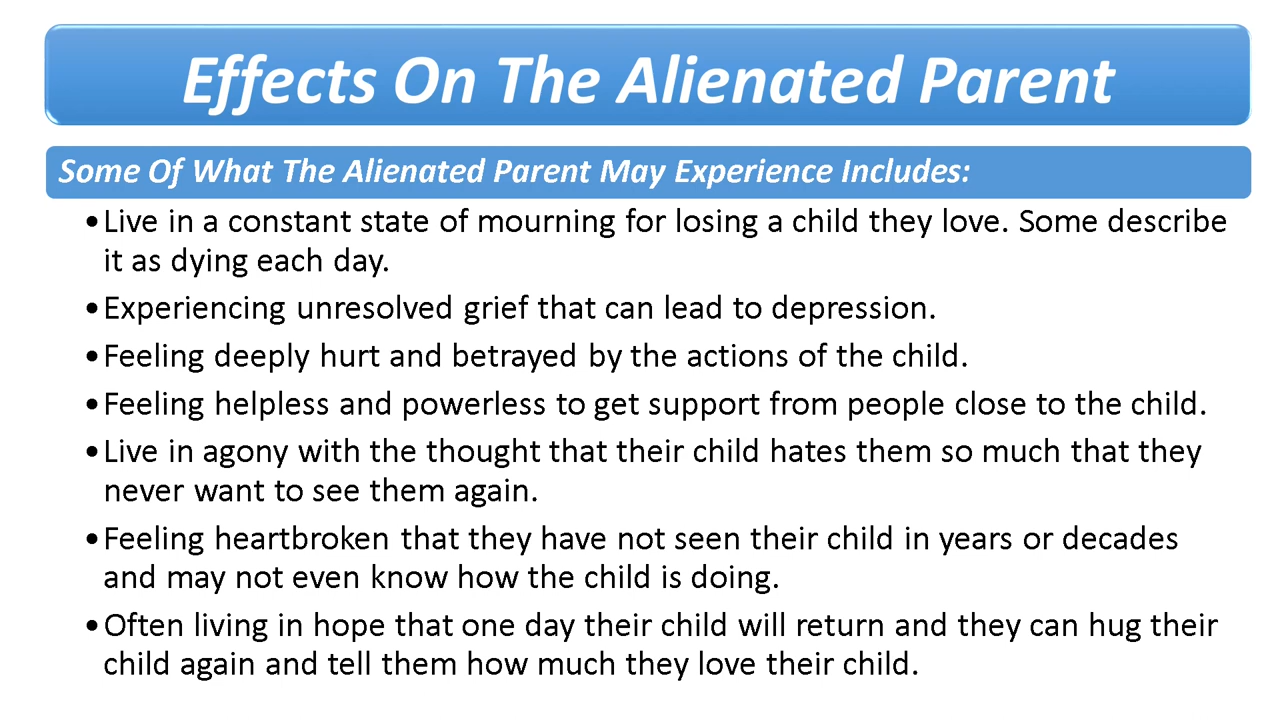 Effects On The Alienated Parent
Some Of What The Alienated Parent May Experience Includes:
•Live in a constant state of mourning for losing a child they love. Some describe
it as dying each day.
•Experiencing unresolved grief that can lead to depression.
•Feeling deeply hurt and betrayed by the actions of the child.
•Feeling helpless and powerless to get support from people close to the child.
•Live in agony with the thought that their child hates them so much that they
never want to see them again.
•Feeling heartbroken that they have not seen their child in years or decades
and may not even know how the child is doing.
•Often living in hope that one day their child will return and they can hug their
child again and tell them how much they love their child.